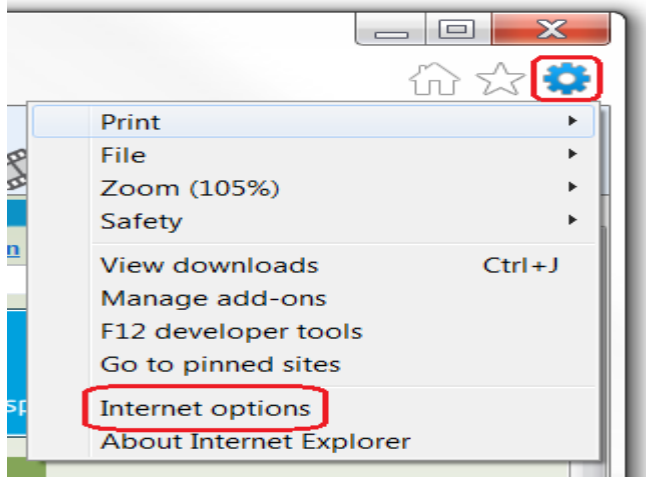 Print
File
Zoom (105%)
Safety
n
View downloads Ctrl+J
Manage add-ons
F12 developer tools
Go to pinned sites
sp
Internet options
About Internet Explorer